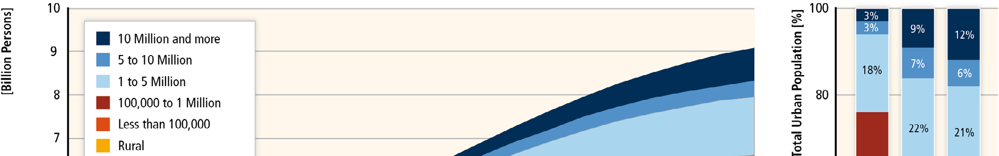 [Billion Persons]
10
9
8
7
10 Million and more
5 to 10 Million
1 to 5 Million
100,000 to 1 Million
Less than 100,000
Rural
Total Urban Population [%]
100
80
3%
3%
18%
9%
7%
22%
12%
6%
21%